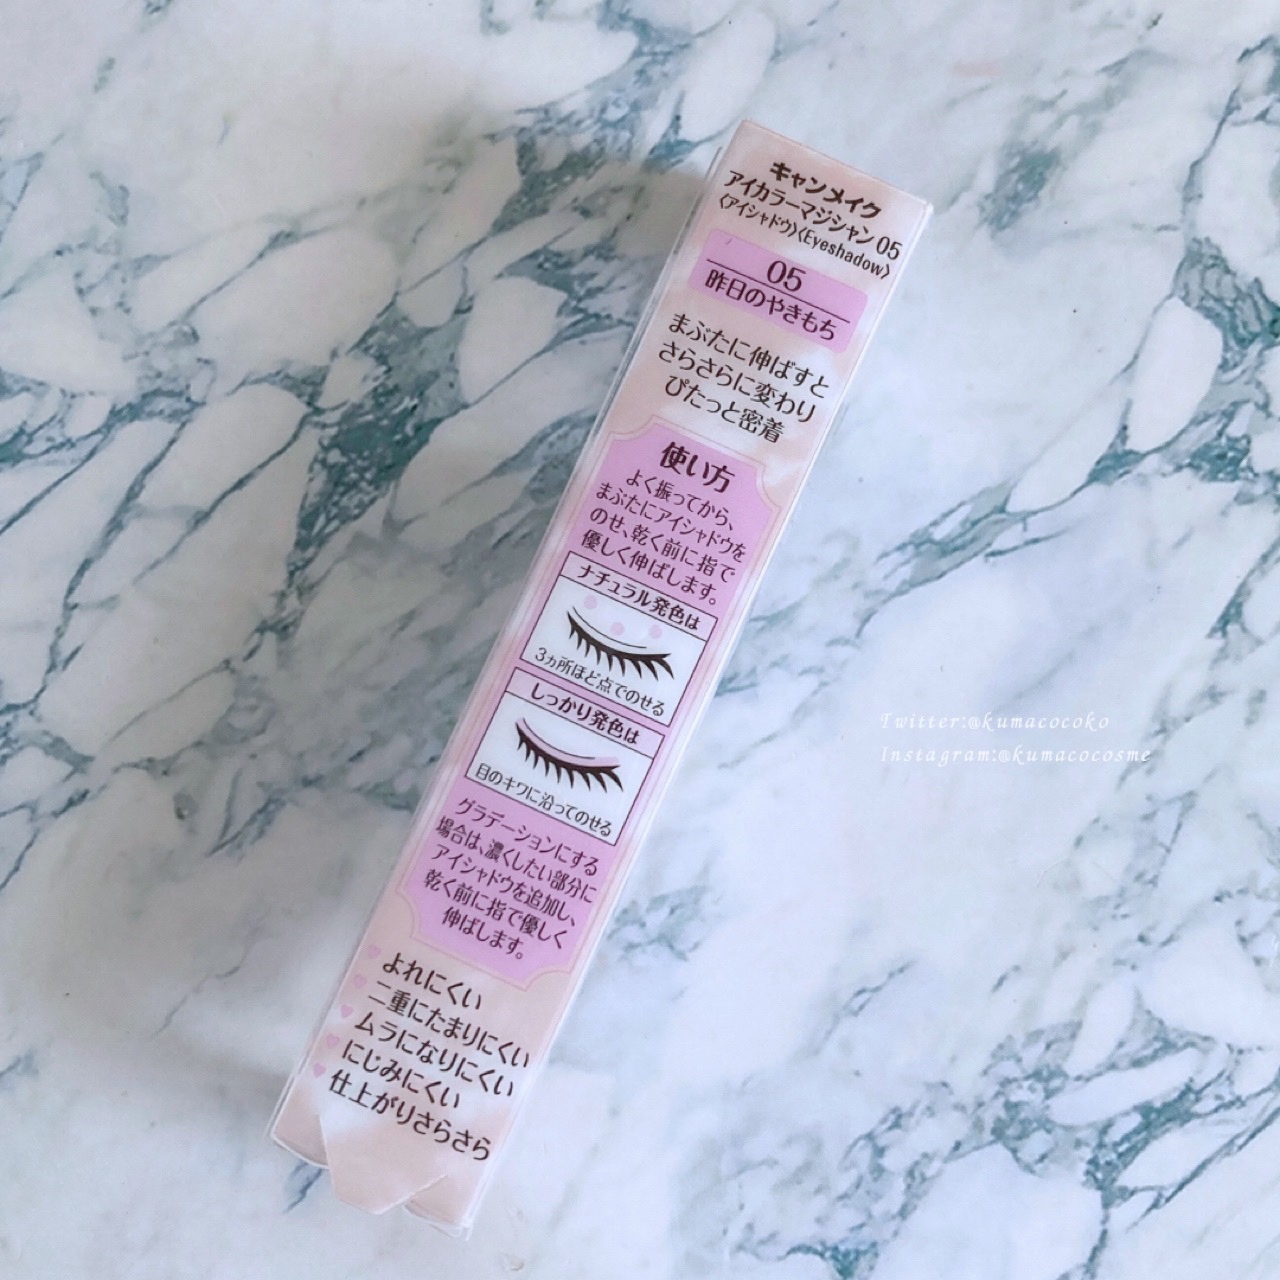 キャンメイク
アイカラーマジシャン 05
〈アイシャドウ〉〈Eyeshadow〉
05
昨日のやきもち
まぶたに伸ばすと
さらさらに変わり
ぴたっと密着
使い方
よく振ってから、
まぶたにアイシャドウを
のせ、乾く前に指で
優しく伸ばします。
ナチュラル発色は
3ヵ所ほど点でのせる
しっかり発色は
目のキワに沿ってのせる
グラデーションにする
場合は、濃くしたい部分に
アイシャドウを追加し、
乾く前に指で優しく
伸ばします。
よれにくい
二重にたまりにくい
ムラになりにくい
にじみにくい
仕上がりさらさら
Twitter:@kumacocoko
Instagram:@kumacocosme